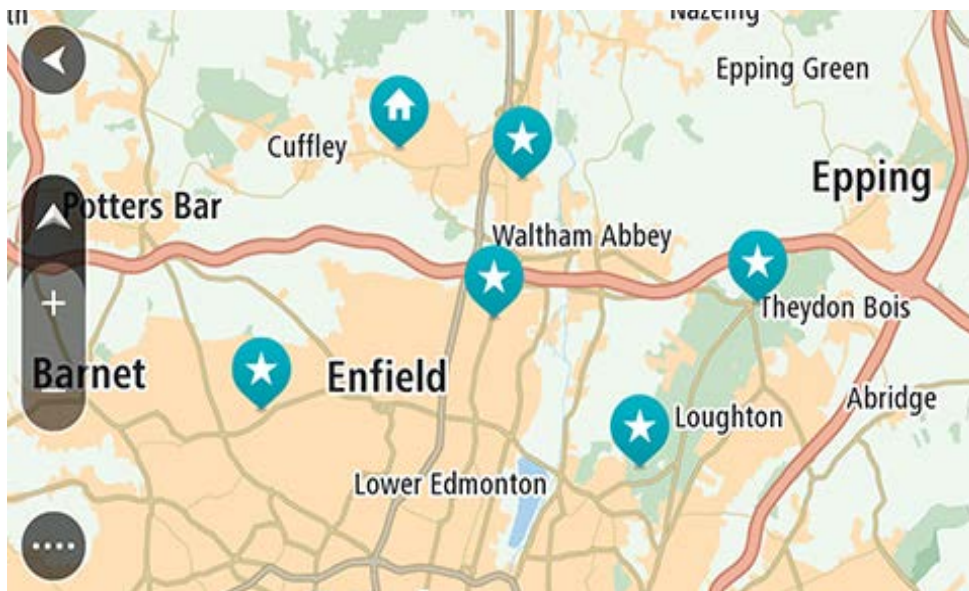 Nazeing
Epping Green
Cuffley
Epping
Potters Bar
Waltham Abbey
Theydon Bois
Barnet
Enfield
Abridge
Loughton
Lower Edmonton